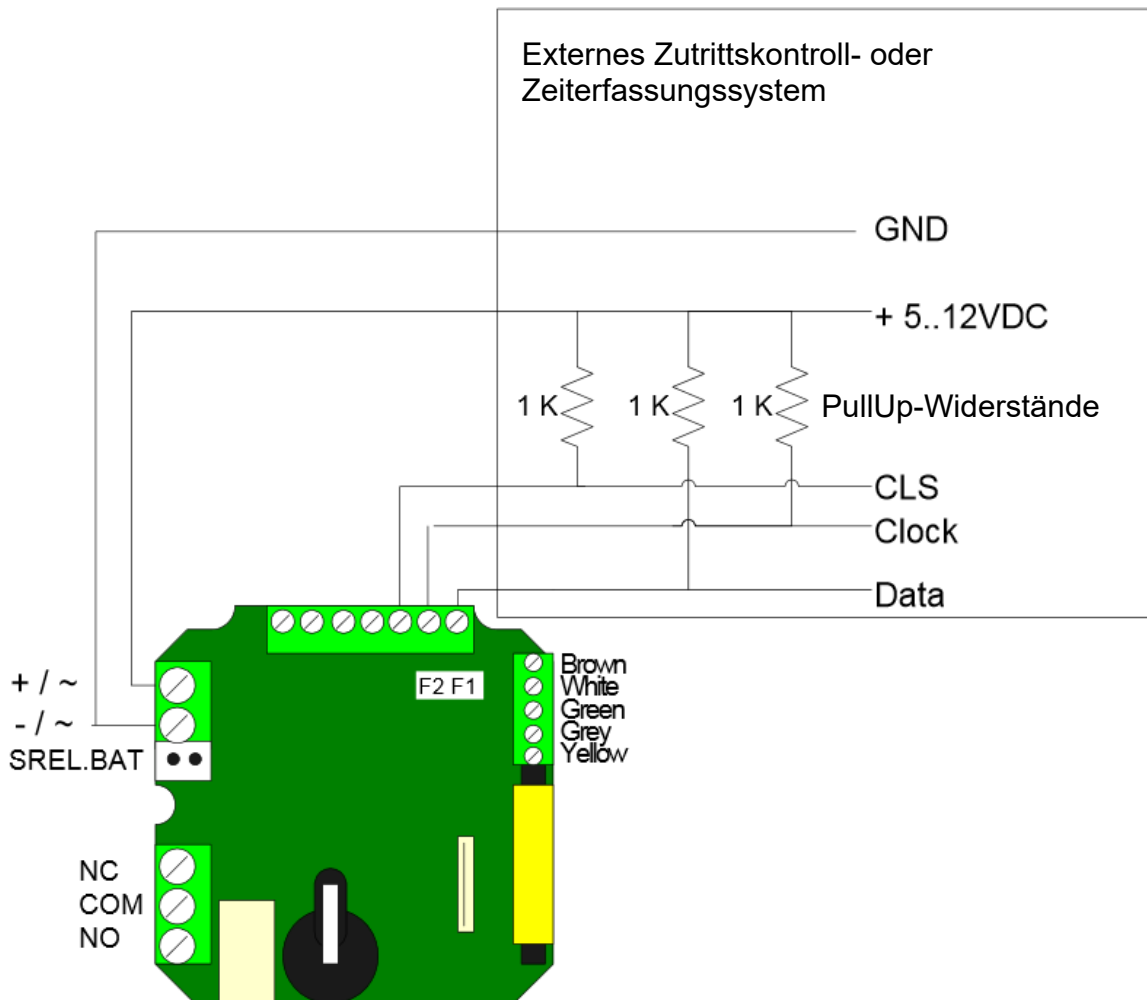 Externes Zutrittskontroll- oder
Zeiterfassungssystem
GND
+ 5..12VDC
1 K
1 K
1 K
PullUp-Widerstände
CLS
Clock
Data
F2 F1
Brown
White
Green
Grey
Yellow
+ / ~
- / ~
SREL.BAT
NC
COM
NO